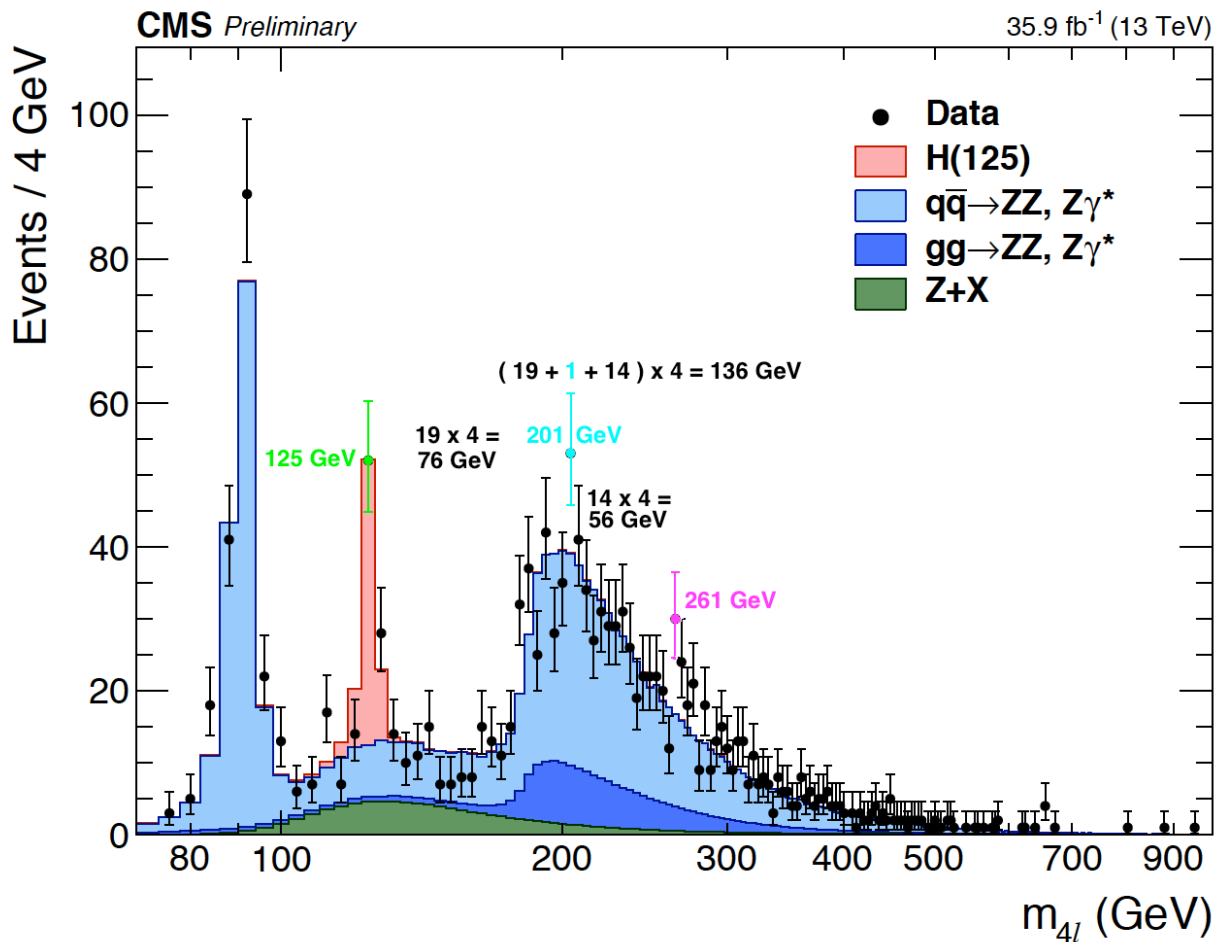 CMS Preliminary
35.9 fb⁻¹ (13 TeV)
Events / 4 GeV
100
80
60
40
20
0
Data
H(125)
qq̅→ZZ, Zγ*
gg→ZZ, Zγ*
Z+X
( 19 + 1 + 14 ) x 4 = 136 GeV
125 GeV
19 x 4 =
76 GeV
201 GeV
14 x 4 =
56 GeV
261 GeV
80
100
200
300
400
500
700
900
m4l (GeV)